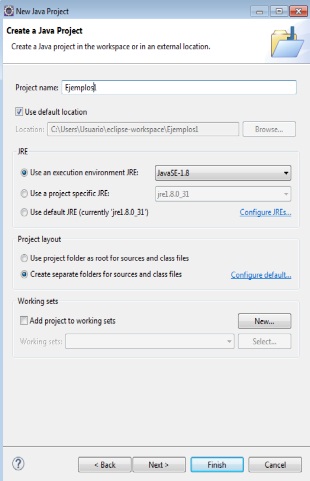 New Java Project
Create a Java Project
Create a Java project in the workspace or in an external location.
Project name: Ejemplos1
Use default location
Location: C:\Users\Usuario\eclipse-workspace\Ejemplos1 Browse...
JRE
Use an execution environment JRE: JavaSE-1.8
Use a project specific JRE: jre1.8.0_31
Use default JRE (currently 'jre1.8.0_31') Configure JREs...
Project layout
Use project folder as root for sources and class files
Create separate folders for sources and class files Configure default...
Working sets
Add project to working sets New...
Working sets: Select...
? < Back Next > Finish Cancel